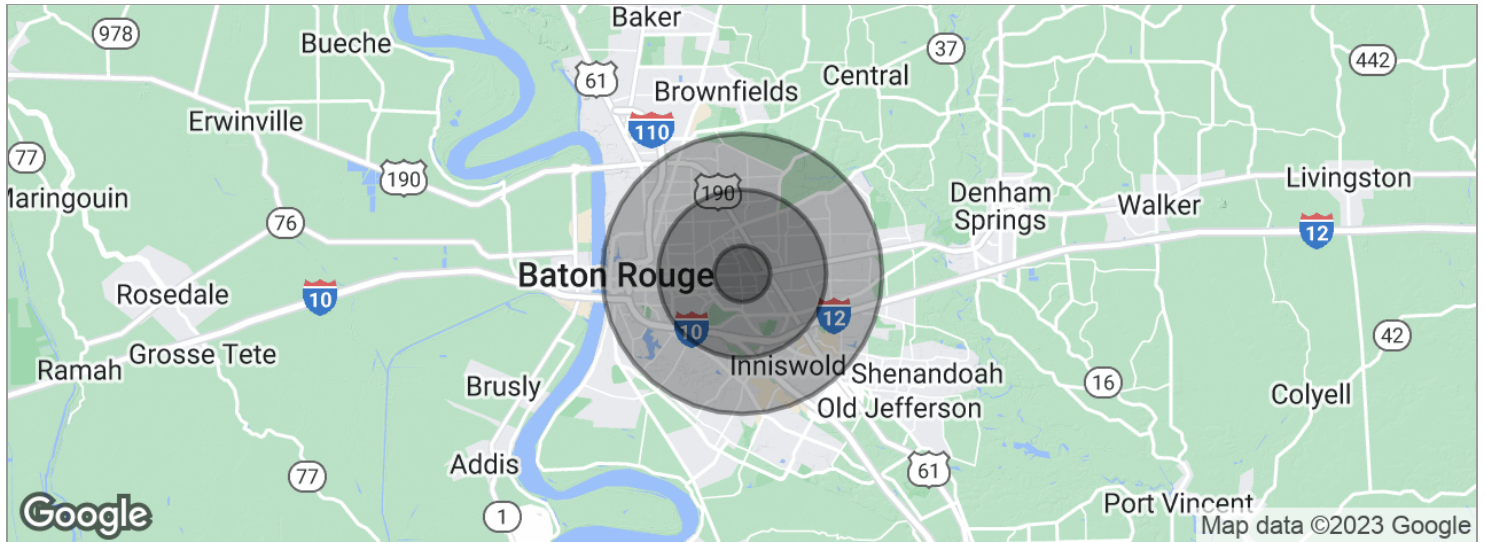 Baker
978
Bueche
37
442
61
Central
Brownfields
Erwinville
110
77
190
190
Maringouin
Denham
Springs
Livingston
Walker
76
12
Baton Rouge
Rosedale
10
12
10
42
Grosse Tete
Inniswold
Ramah
Shenandoah
Brusly
16
Colyell
Old Jefferson
Addis
61
77
Port Vincent
1
Google
Map data ©2023 Google